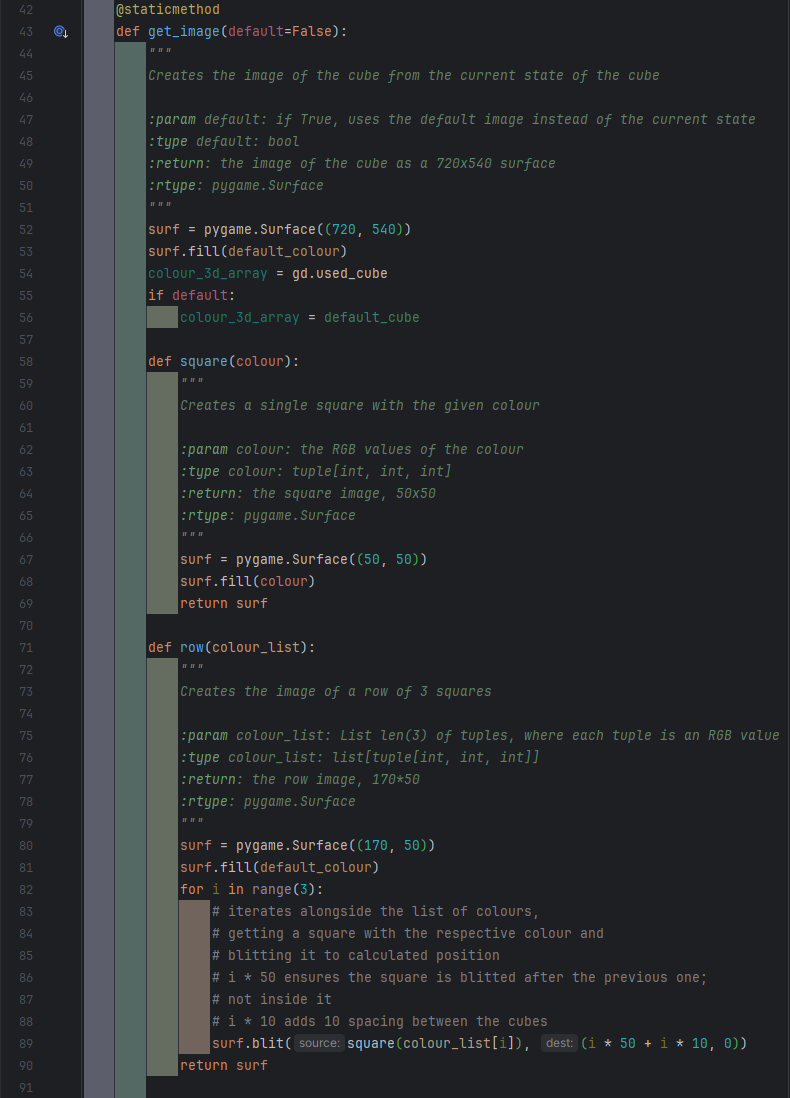 42 @staticmethod
43 def get_image(default=False):
44 """
45 Creates the image of the cube from the current state of the cube
46
47 :param default: if True, uses the default image instead of the current state
48 :type default: bool
49 :return: the image of the cube as a 720x540 surface
50 :rtype: pygame.Surface
51 """
52 surf = pygame.Surface((720, 540))
53 surf.fill(default_colour)
54 colour_3d_array = gd.used_cube
55 if default:
56 colour_3d_array = default_cube
57
58 def square(colour):
59 """
60 Creates a single square with the given colour
61
62 :param colour: the RGB values of the colour
63 :type colour: tuple[int, int, int]
64 :return: the square image, 50x50
65 :rtype: pygame.Surface
66 """
67 surf = pygame.Surface((50, 50))
68 surf.fill(colour)
69 return surf
70
71 def row(colour_list):
72 """
73 Creates the image of a row of 3 squares
74
75 :param colour_list: List len(3) of tuples, where each tuple is an RGB value
76 :type colour_list: list[tuple[int, int, int]]
77 :return: the row image, 170*50
78 :rtype: pygame.Surface
79 """
80 surf = pygame.Surface((170, 50))
81 surf.fill(default_colour)
82 for i in range(3):
83 # iterates alongside the list of colours,
84 # getting a square with the respective colour and
85 # blitting it to calculated position
86 # i * 50 ensures the square is blitted after the previous one;
87 # not inside it
88 # i * 10 adds 10 spacing between the cubes
89 surf.blit( source: square(colour_list[i]), dest: (i * 50 + i * 10, 0))
90 return surf
91